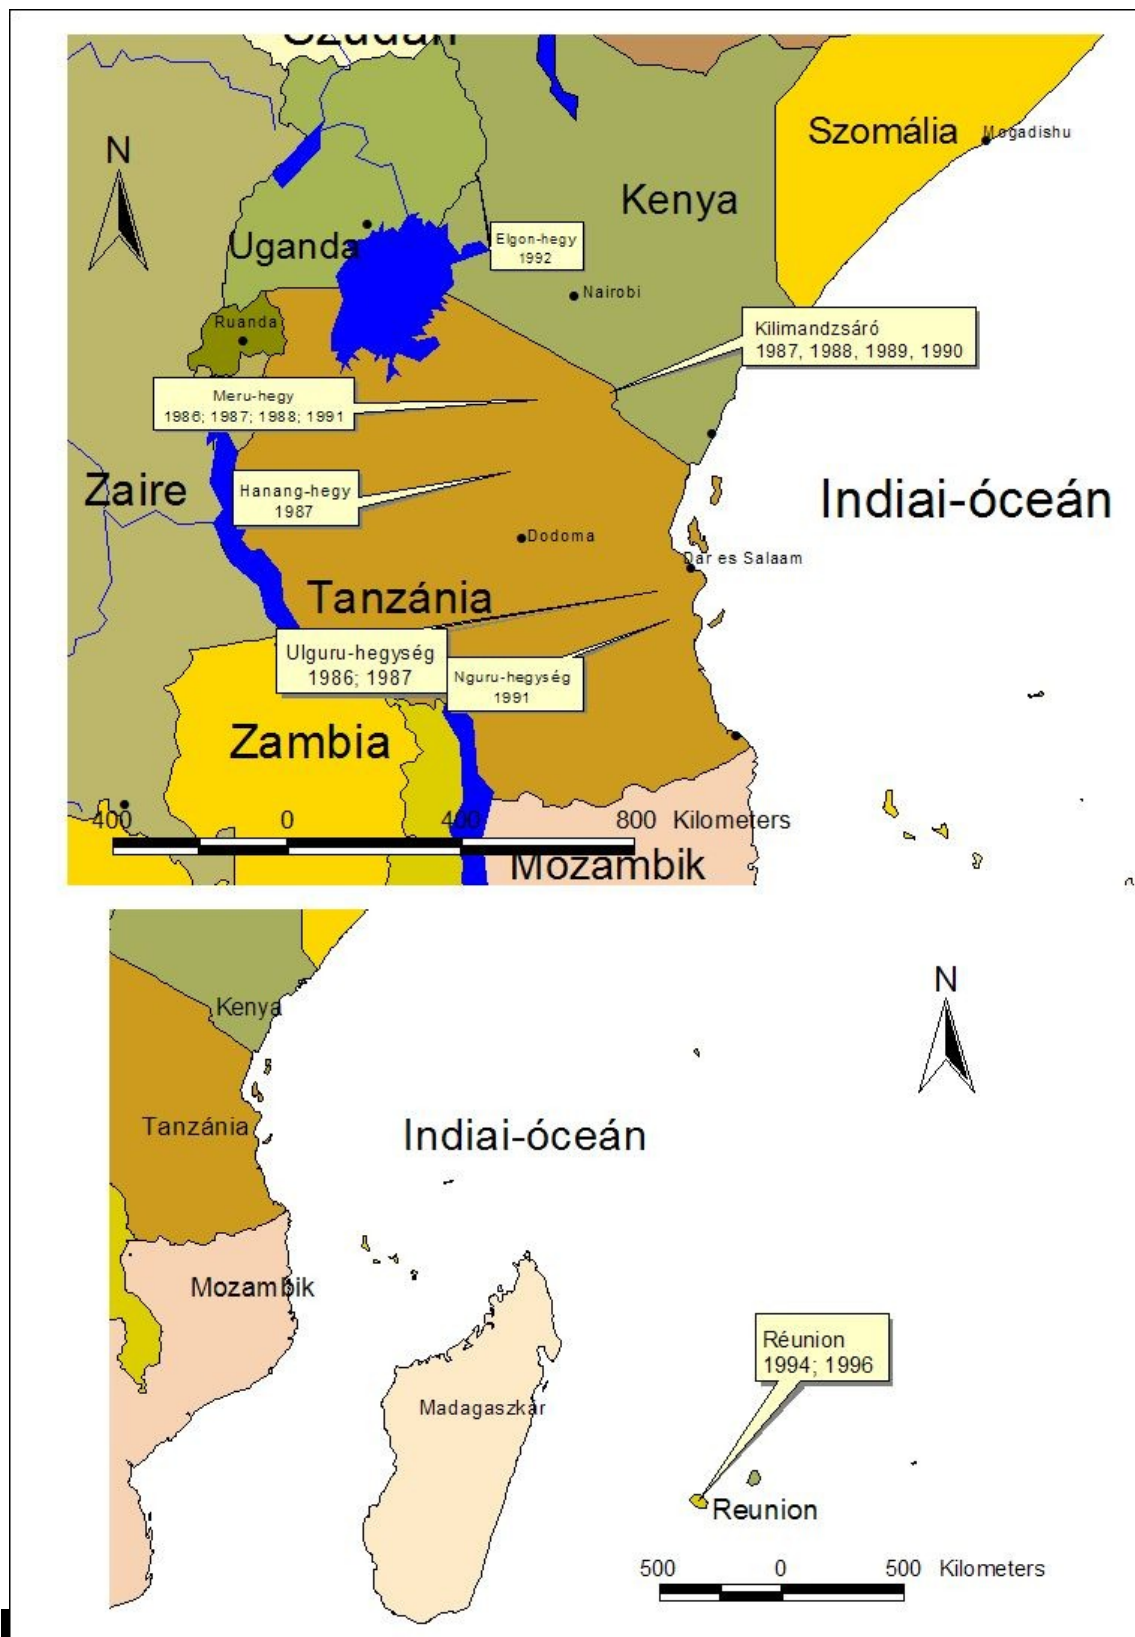 Szudán
N
Szomália
Mogadishu
Kenya
Uganda
Elgon-hegy
1992
Nairobi
Ruanda
Kilimandzsáró
1987, 1988, 1989, 1990
Meru-hegy
1986; 1987; 1988; 1991
Zaire
Hanang-hegy
1987
Indiai-óceán
Dodoma
Dar es Salaam
Tanzánia
Ulguru-hegység
1986; 1987
Nguru-hegység
1991
Zambia
400 0 400 800 Kilometers
Mozambik
N
Kenya
Tanzánia
Indiai-óceán
Mozambik
Réunion
1994; 1996
Madagaszkár
Reunion
500 0 500 Kilometers